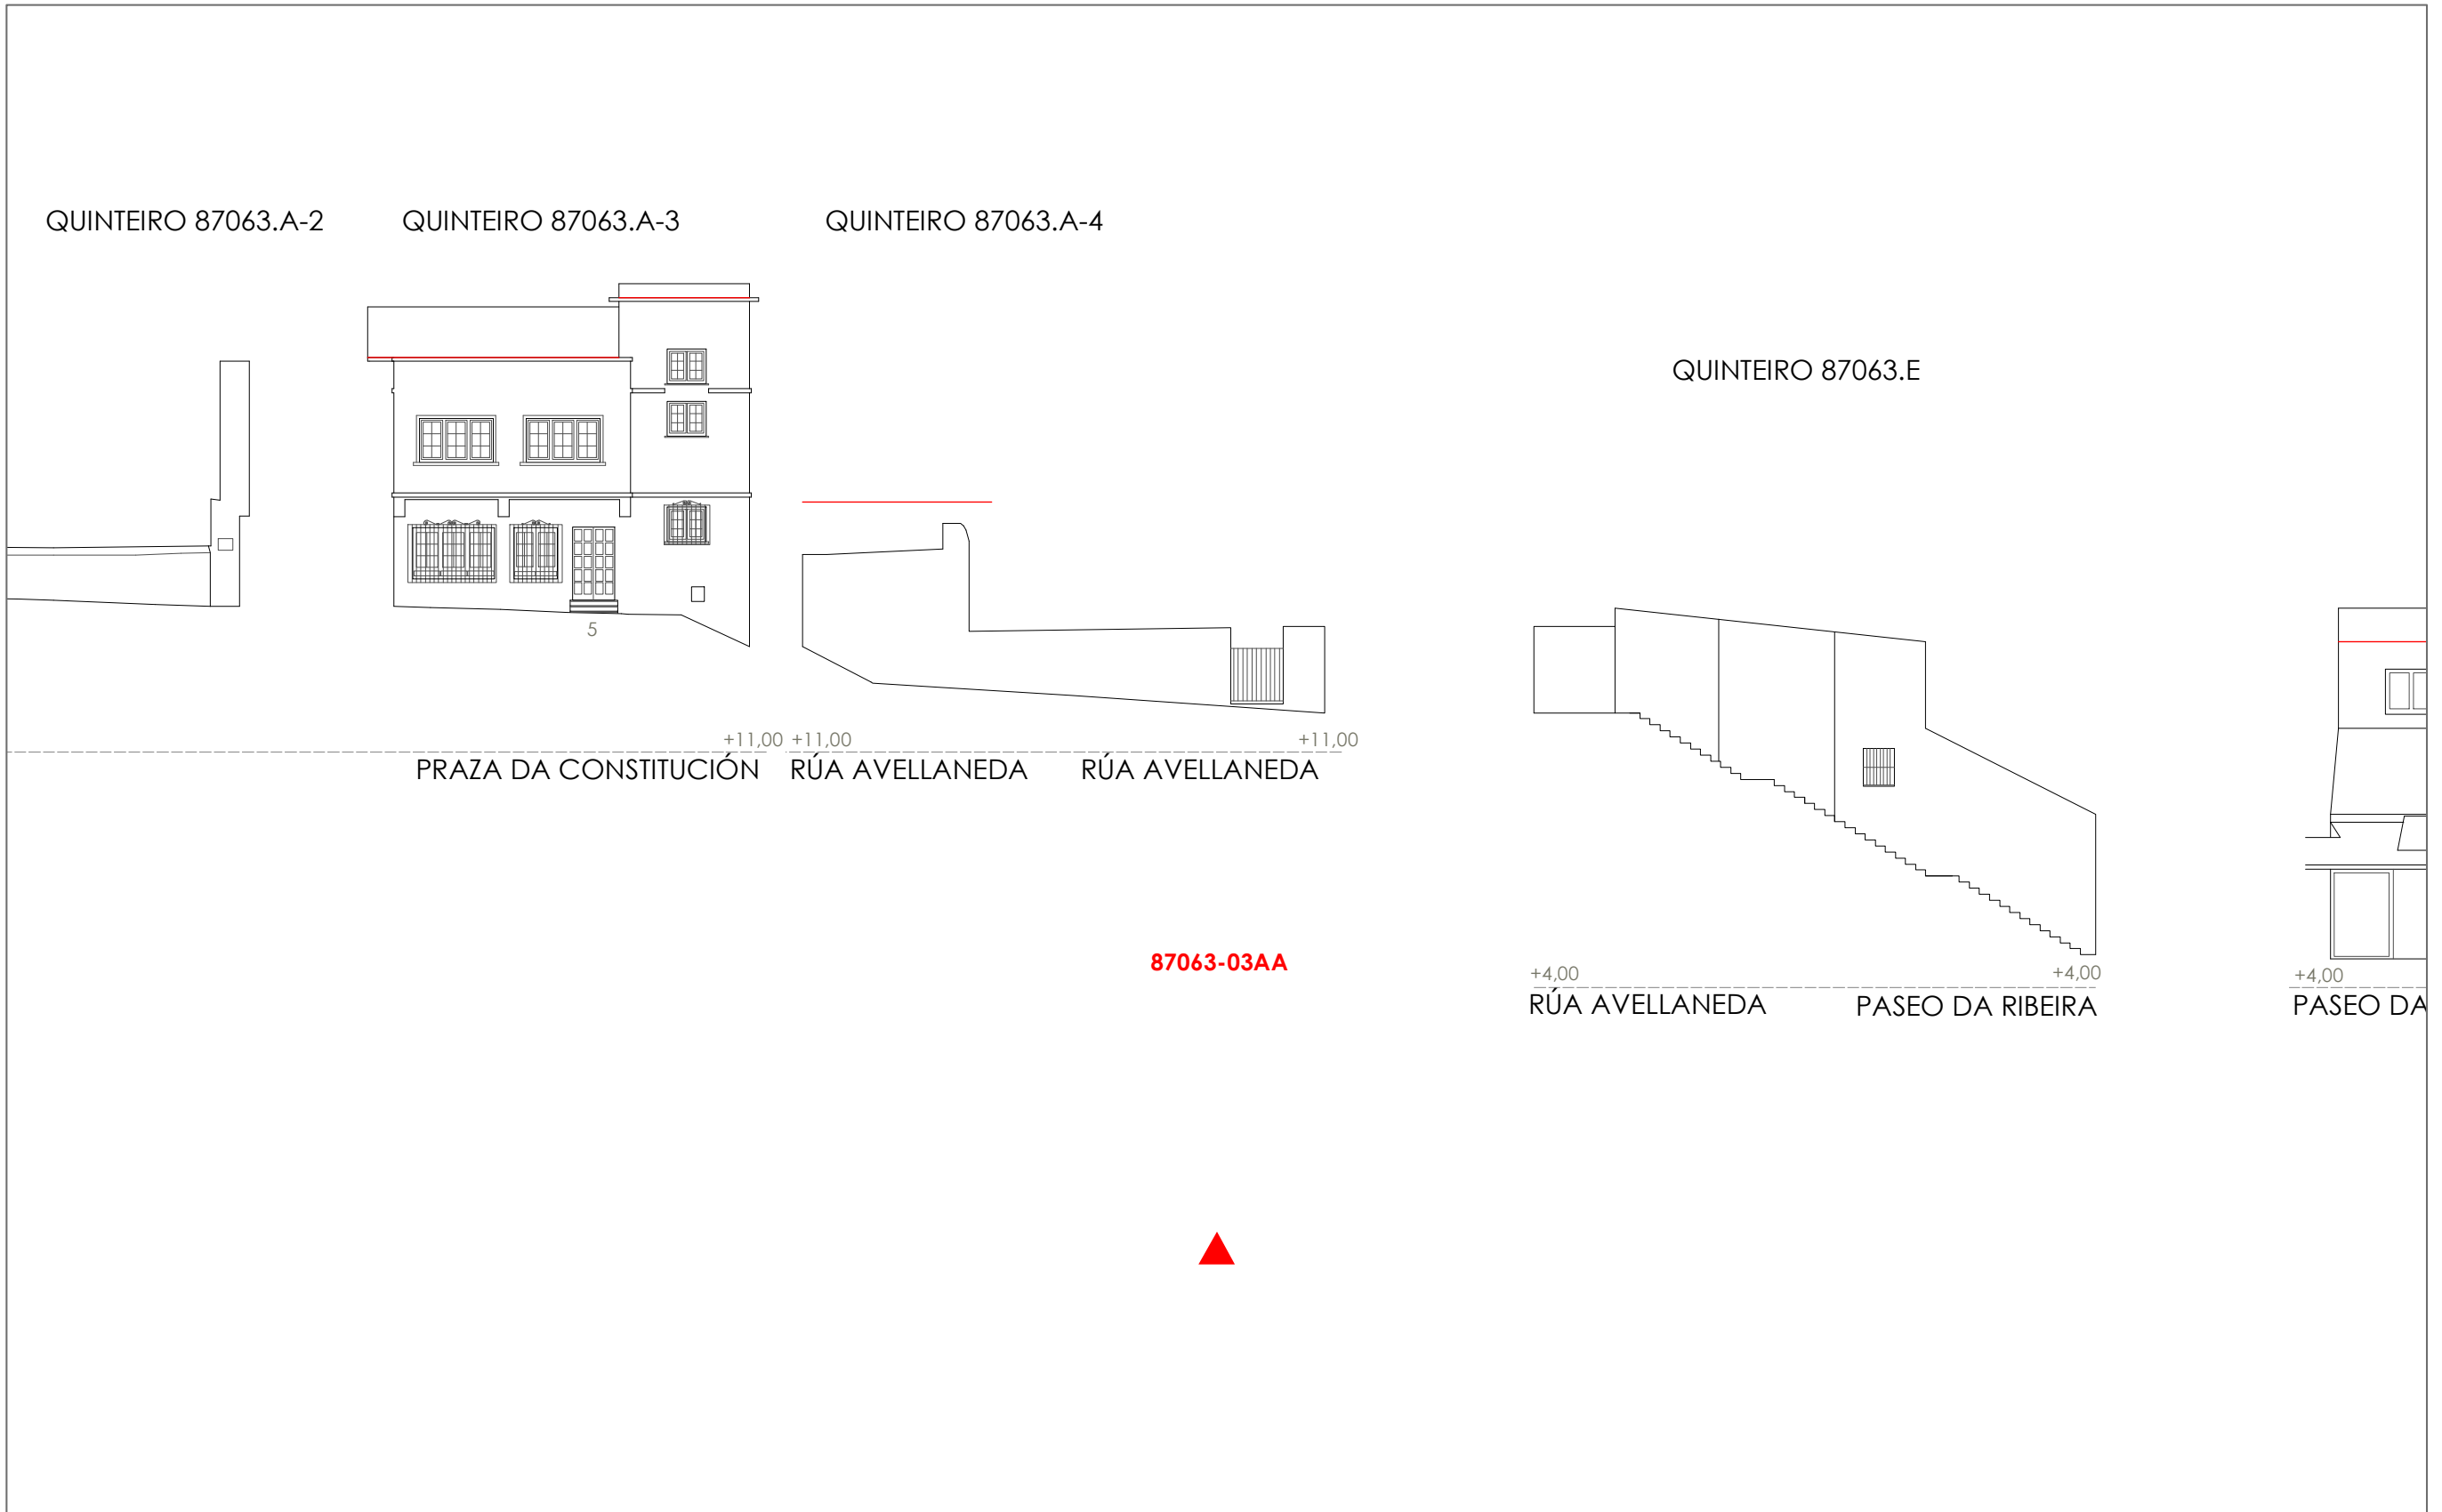 QUINTEIRO 87063.A-2
QUINTEIRO 87063.A-3
QUINTEIRO 87063.A-4
QUINTEIRO 87063.E
5
+11,00
+11,00
+11,00
PRAZA DA CONSTITUCIÓN
RÚA AVELLANEDA
RÚA AVELLANEDA
87063-03AA
+4,00
+4,00
+4,00
RÚA AVELLANEDA
PASEO DA RIBEIRA
PASEO DA